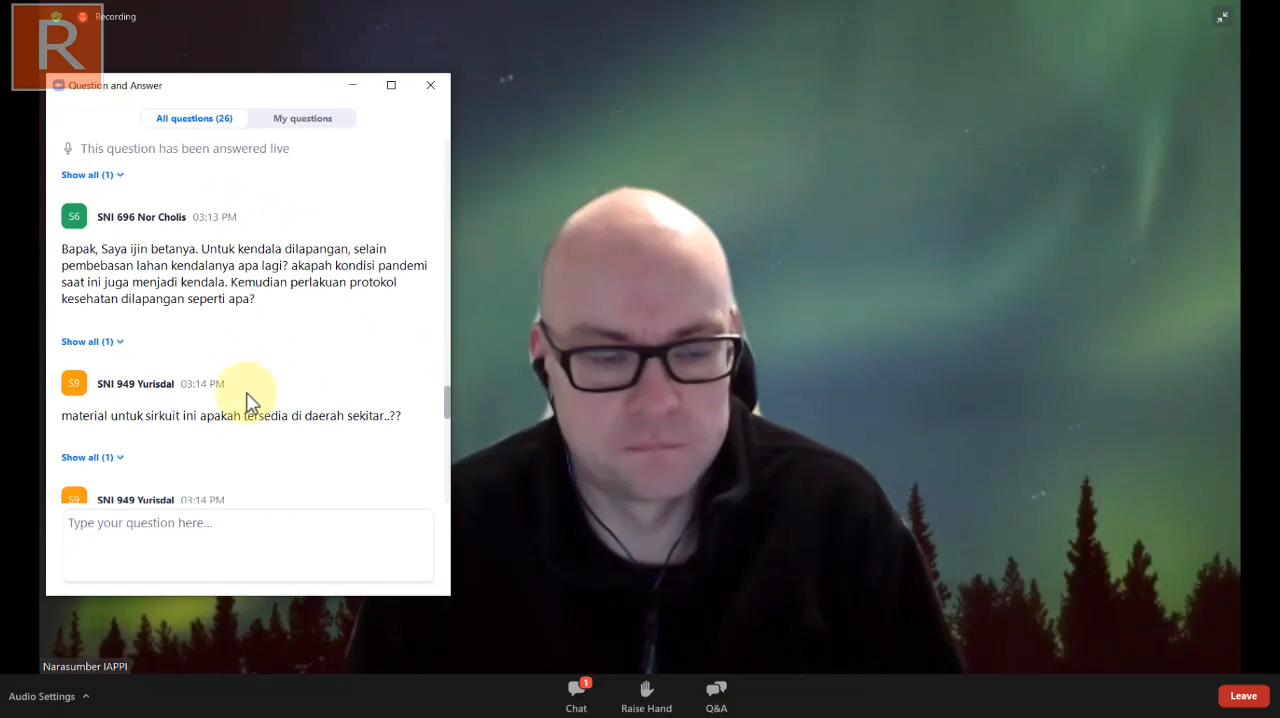 R
Recording
Question and Answer
All questions (26)
My questions
This question has been answered live
Show all (1)
S6
SNI 696 Nor Cholis 03:13 PM
Bapak, Saya ijin betanya. Untuk kendala dilapangan, selain
pembebasan lahan kendalanya apa lagi? akapah kondisi pandemi
saat ini juga menjadi kendala. Kemudian perlakuan protokol
kesehatan dilapangan seperti apa?
Show all (1)
S9
SNI 949 Yurisdal 03:14 PM
material untuk sirkuit ini apakah tersedia di daerah sekitar..??
Show all (1)
S9
SNI 949 Yurisdal 03:14 PM
Type your question here...
Narasumber IAPPI
Audio Settings
1
Chat
Raise Hand
Q&A
Leave